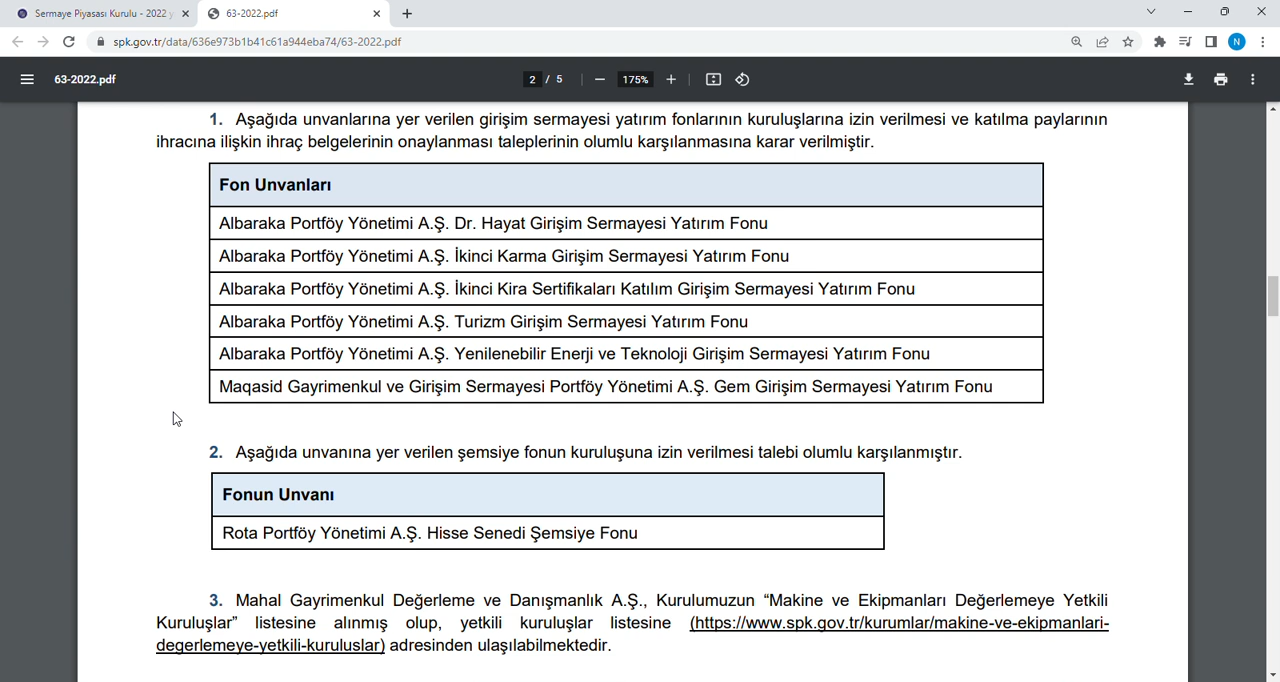 Sermaye Piyasası Kurulu - 2022 y
63-2022.pdf
spk.gov.tr/data/636e973b1b41c61a944eba74/63-2022.pdf
N
63-2022.pdf
2 / 5
175%
1. Aşağıda unvanlarına yer verilen girişim sermayesi yatırım fonlarının kuruluşlarına izin verilmesi ve katılma paylarının
ihracına ilişkin ihraç belgelerinin onaylanması taleplerinin olumlu karşılanmasına karar verilmiştir.
Fon Unvanları
Albaraka Portföy Yönetimi A.Ş. Dr. Hayat Girişim Sermayesi Yatırım Fonu
Albaraka Portföy Yönetimi A.Ş. İkinci Karma Girişim Sermayesi Yatırım Fonu
Albaraka Portföy Yönetimi A.Ş. İkinci Kira Sertifikaları Katılım Girişim Sermayesi Yatırım Fonu
Albaraka Portföy Yönetimi A.Ş. Turizm Girişim Sermayesi Yatırım Fonu
Albaraka Portföy Yönetimi A.Ş. Yenilenebilir Enerji ve Teknoloji Girişim Sermayesi Yatırım Fonu
Maqasid Gayrimenkul ve Girişim Sermayesi Portföy Yönetimi A.Ş. Gem Girişim Sermayesi Yatırım Fonu
2. Aşağıda unvanına yer verilen şemsiye fonun kuruluşuna izin verilmesi talebi olumlu karşılanmıştır.
Fonun Unvanı
Rota Portföy Yönetimi A.Ş. Hisse Senedi Şemsiye Fonu
3. Mahal Gayrimenkul Değerleme ve Danışmanlık A.Ş., Kurulumuzun “Makine ve Ekipmanları Değerlemeye Yetkili
Kuruluşlar” listesine alınmış olup, yetkili kuruluşlar listesine (https://www.spk.gov.tr/kurumlar/makine-ve-ekipmanlari-
degerlemeye-yetkili-kuruluslar) adresinden ulaşılabilmektedir.